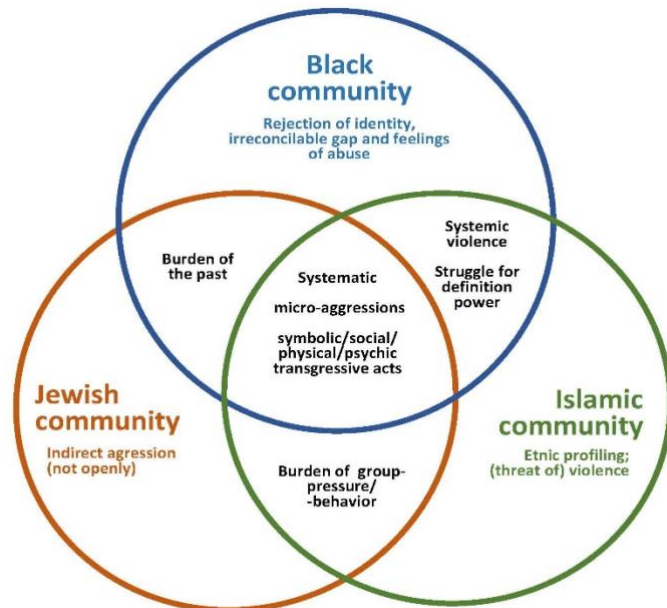 Black
community
Rejection of identity,
irreconcilable gap and feelings
of abuse
Burden of
the past
Systemic
violence
Struggle for
definition
power
Systematic
micro-aggressions
symbolic/social/
physical/psychic
transgressive acts
Jewish
community
Indirect agression
(not openly)
Islamic
community
Etnic profiling;
(threat of) violence
Burden of group-
pressure/
-behavior